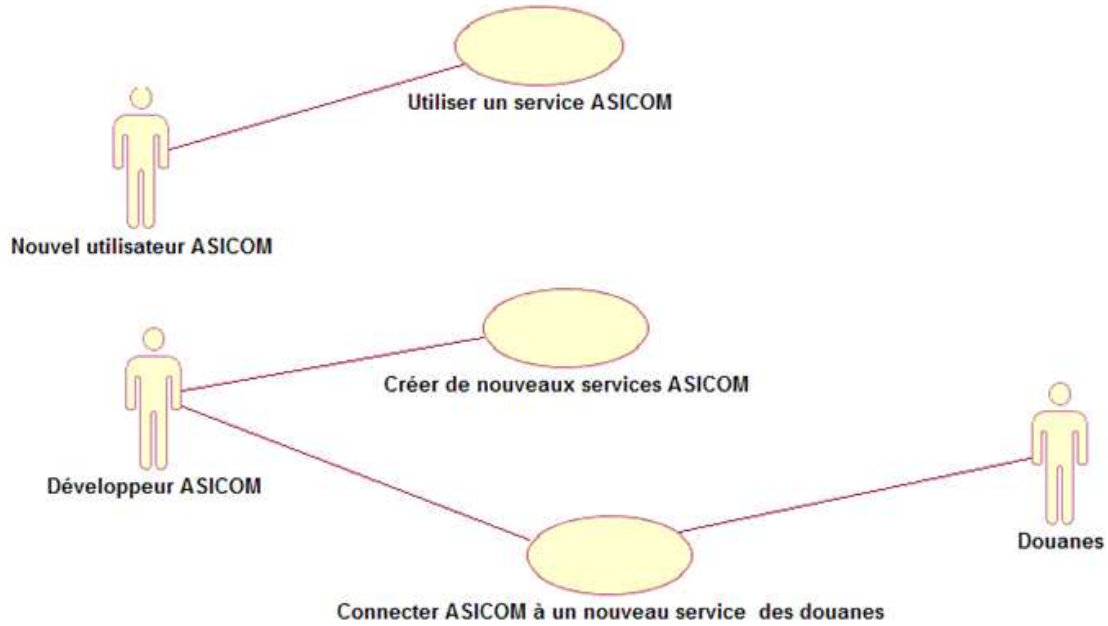 Utiliser un service ASICOM
Nouvel utilisateur ASICOM
Créer de nouveaux services ASICOM
Développeur ASICOM
Douanes
Connecter ASICOM à un nouveau service des douanes